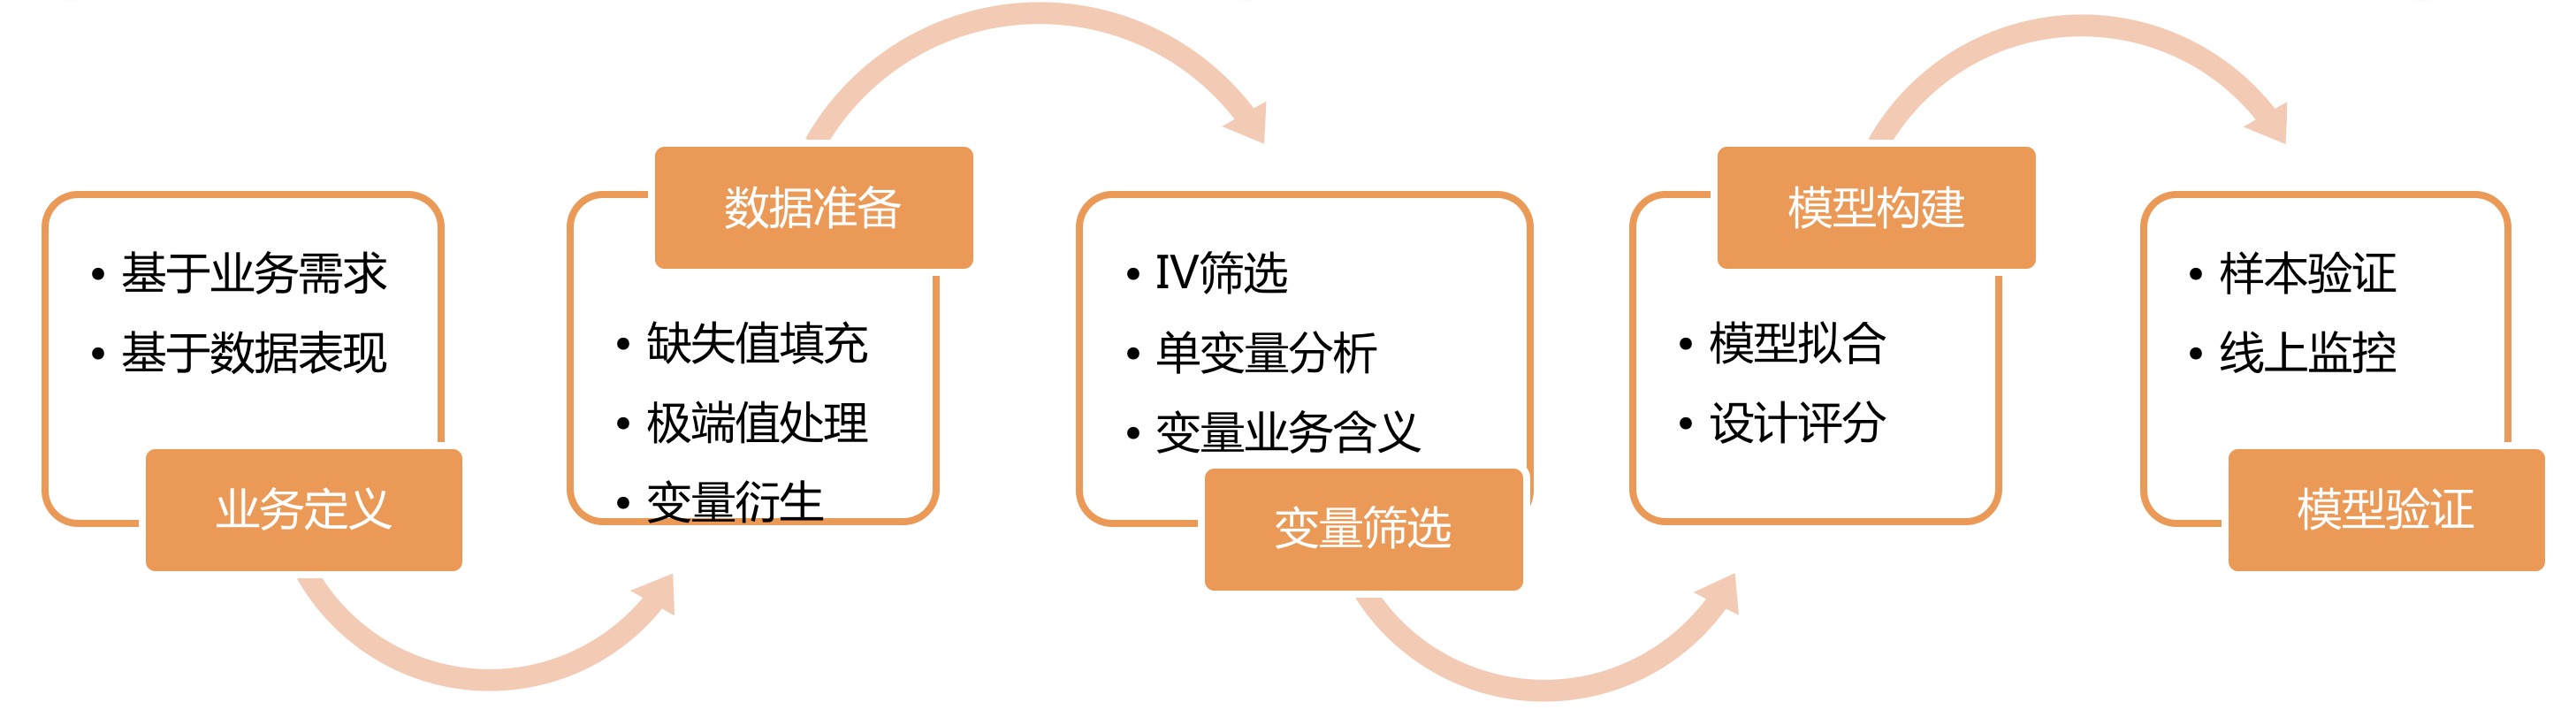 • 基于业务需求
• 基于数据表现
业务定义
数据准备
• 缺失值填充
• 极端值处理
• 变量衍生
• IV筛选
• 单变量分析
• 变量业务含义
变量筛选
模型构建
• 模型拟合
• 设计评分
• 样本验证
• 线上监控
模型验证